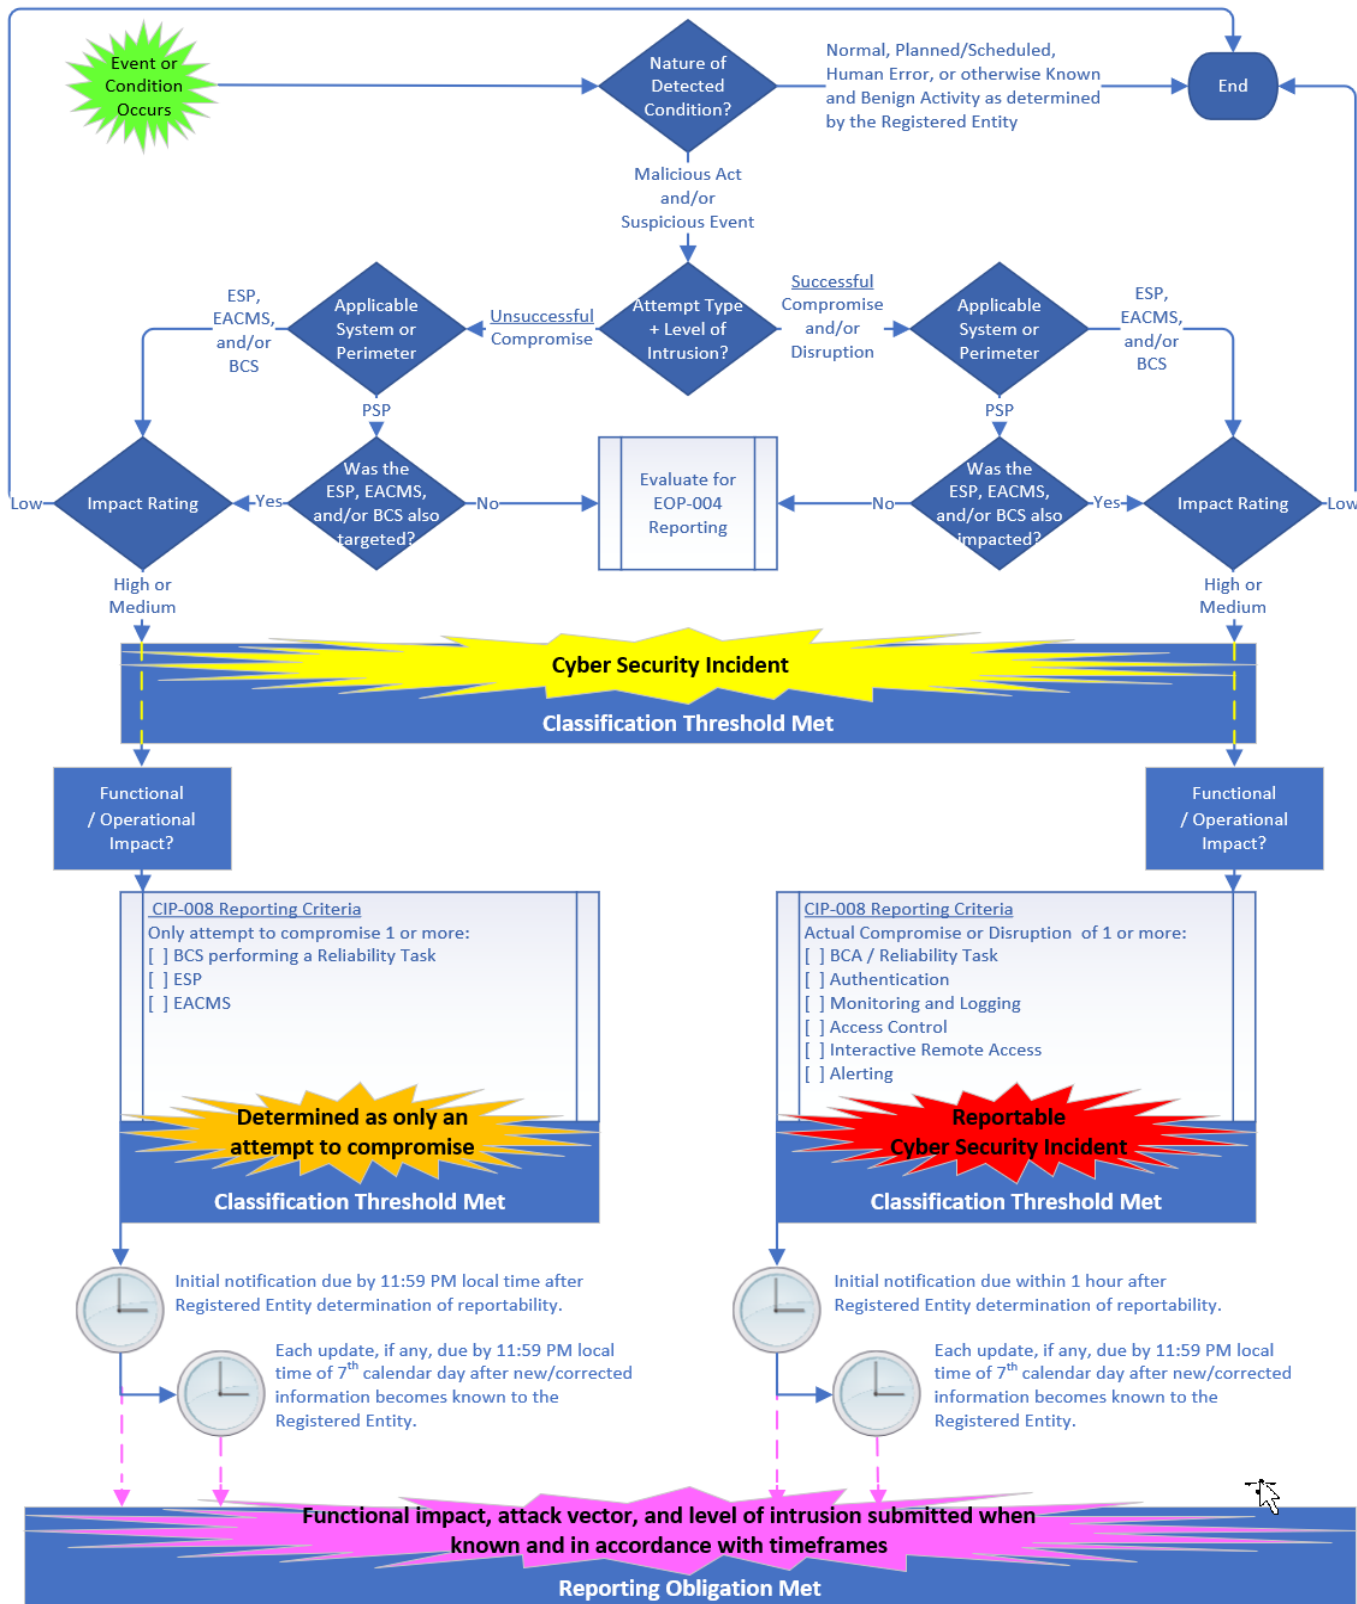 Event or
Condition
Occurs
Nature of
Detected
Condition?
Normal, Planned/Scheduled,
Human Error, or otherwise Known
and Benign Activity as determined
by the Registered Entity
End
Malicious Act
and/or
Suspicious Event
ESP,
EACMS,
and/or
BCS
Applicable
System or
Perimeter
Unsuccessful
Compromise
Attempt Type
+ Level of
Intrusion?
Successful
Compromise
and/or
Disruption
Applicable
System or
Perimeter
ESP,
EACMS,
and/or
BCS
PSP
PSP
Low
Impact Rating
Yes
Was the
ESP, EACMS,
and/or BCS also
targeted?
No
Evaluate for
EOP-004
Reporting
No
Was the
ESP, EACMS,
and/or BCS also
impacted?
Yes
Impact Rating
Low
High or
Medium
High or
Medium
Cyber Security Incident
Classification Threshold Met
Functional
/ Operational
Impact?
Functional
/ Operational
Impact?
CIP-008 Reporting Criteria
Only attempt to compromise 1 or more:
[ ] BCS performing a Reliability Task
[ ] ESP
[ ] EACMS
Determined as only an
attempt to compromise
Classification Threshold Met
CIP-008 Reporting Criteria
Actual Compromise or Disruption of 1 or more:
[ ] BCA / Reliability Task
[ ] Authentication
[ ] Monitoring and Logging
[ ] Access Control
[ ] Interactive Remote Access
[ ] Alerting
Reportable
Cyber Security Incident
Classification Threshold Met
Initial notification due by 11:59 PM local time after
Registered Entity determination of reportability.
Each update, if any, due by 11:59 PM local
time of 7th calendar day after new/corrected
information becomes known to the
Registered Entity.
Initial notification due within 1 hour after
Registered Entity determination of reportability.
Each update, if any, due by 11:59 PM local
time of 7th calendar day after new/corrected
information becomes known to the
Registered Entity.
Functional impact, attack vector, and level of intrusion submitted when
known and in accordance with timeframes
Reporting Obligation Met